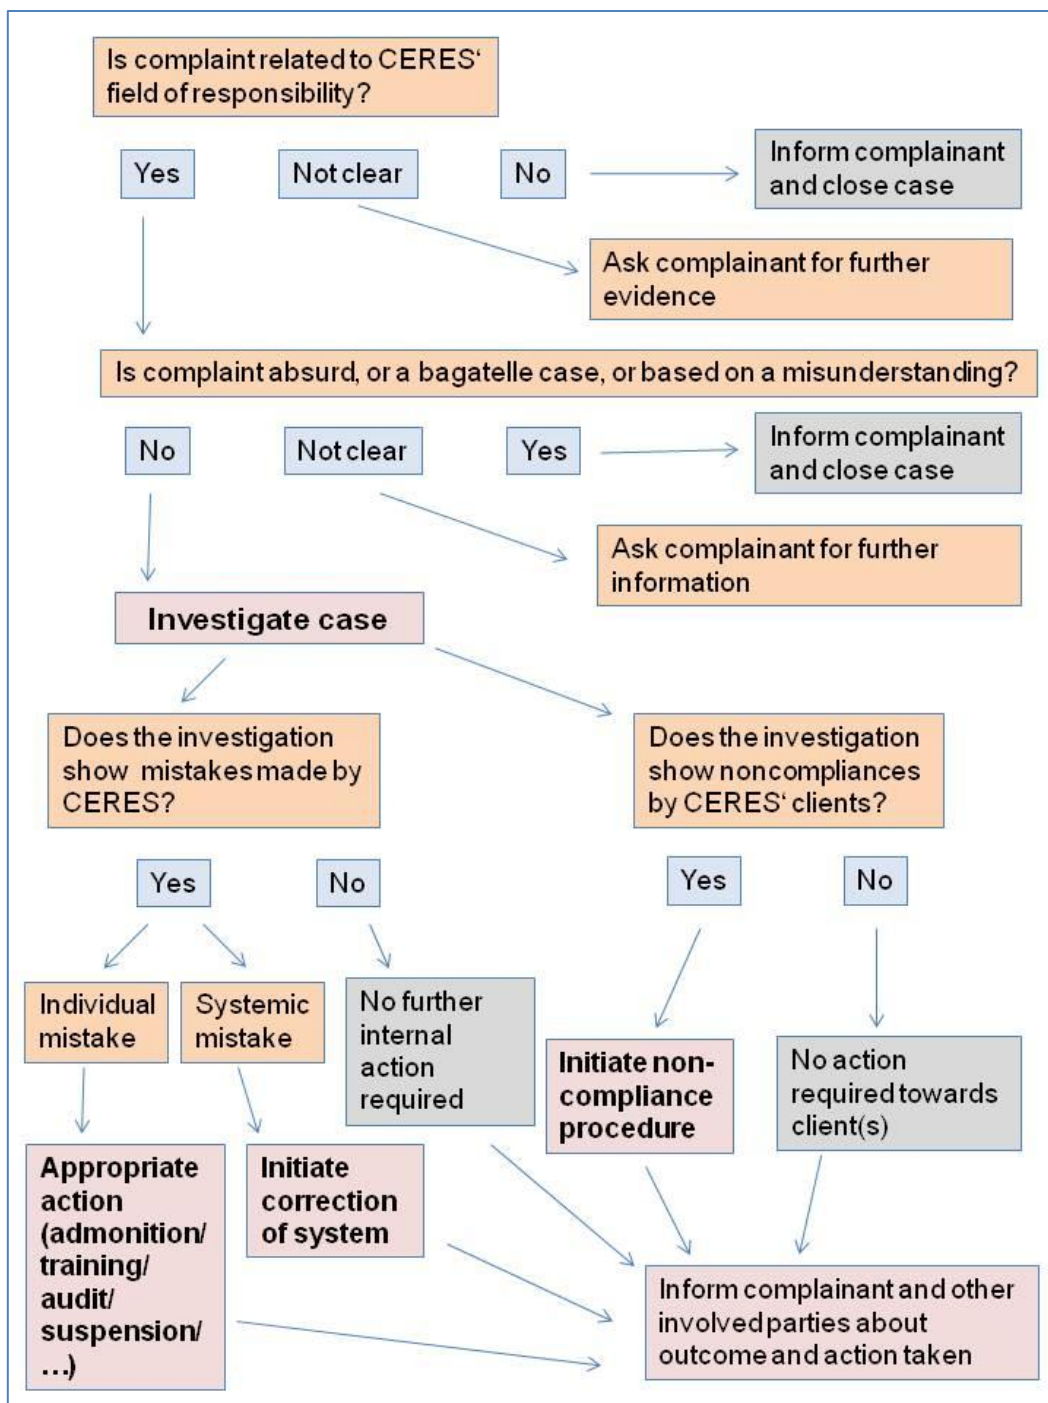 Is complaint related to CERES‘
field of responsibility?
Yes
Not clear
No
Inform complainant
and close case
Ask complainant for further
evidence
Is complaint absurd, or a bagatelle case, or based on a misunderstanding?
No
Not clear
Yes
Inform complainant
and close case
Ask complainant for further
information
Investigate case
Does the investigation
show mistakes made by
CERES?
Does the investigation
show noncompliances
by CERES‘ clients?
Yes
No
Yes
No
Individual
mistake
Systemic
mistake
No further
internal
action
required
Initiate non-
compliance
procedure
No action
required towards
client(s)
Appropriate
action
(admonition/
training/
audit/
suspension/
…)
Initiate
correction
of system
Inform complainant and other
involved parties about
outcome and action taken